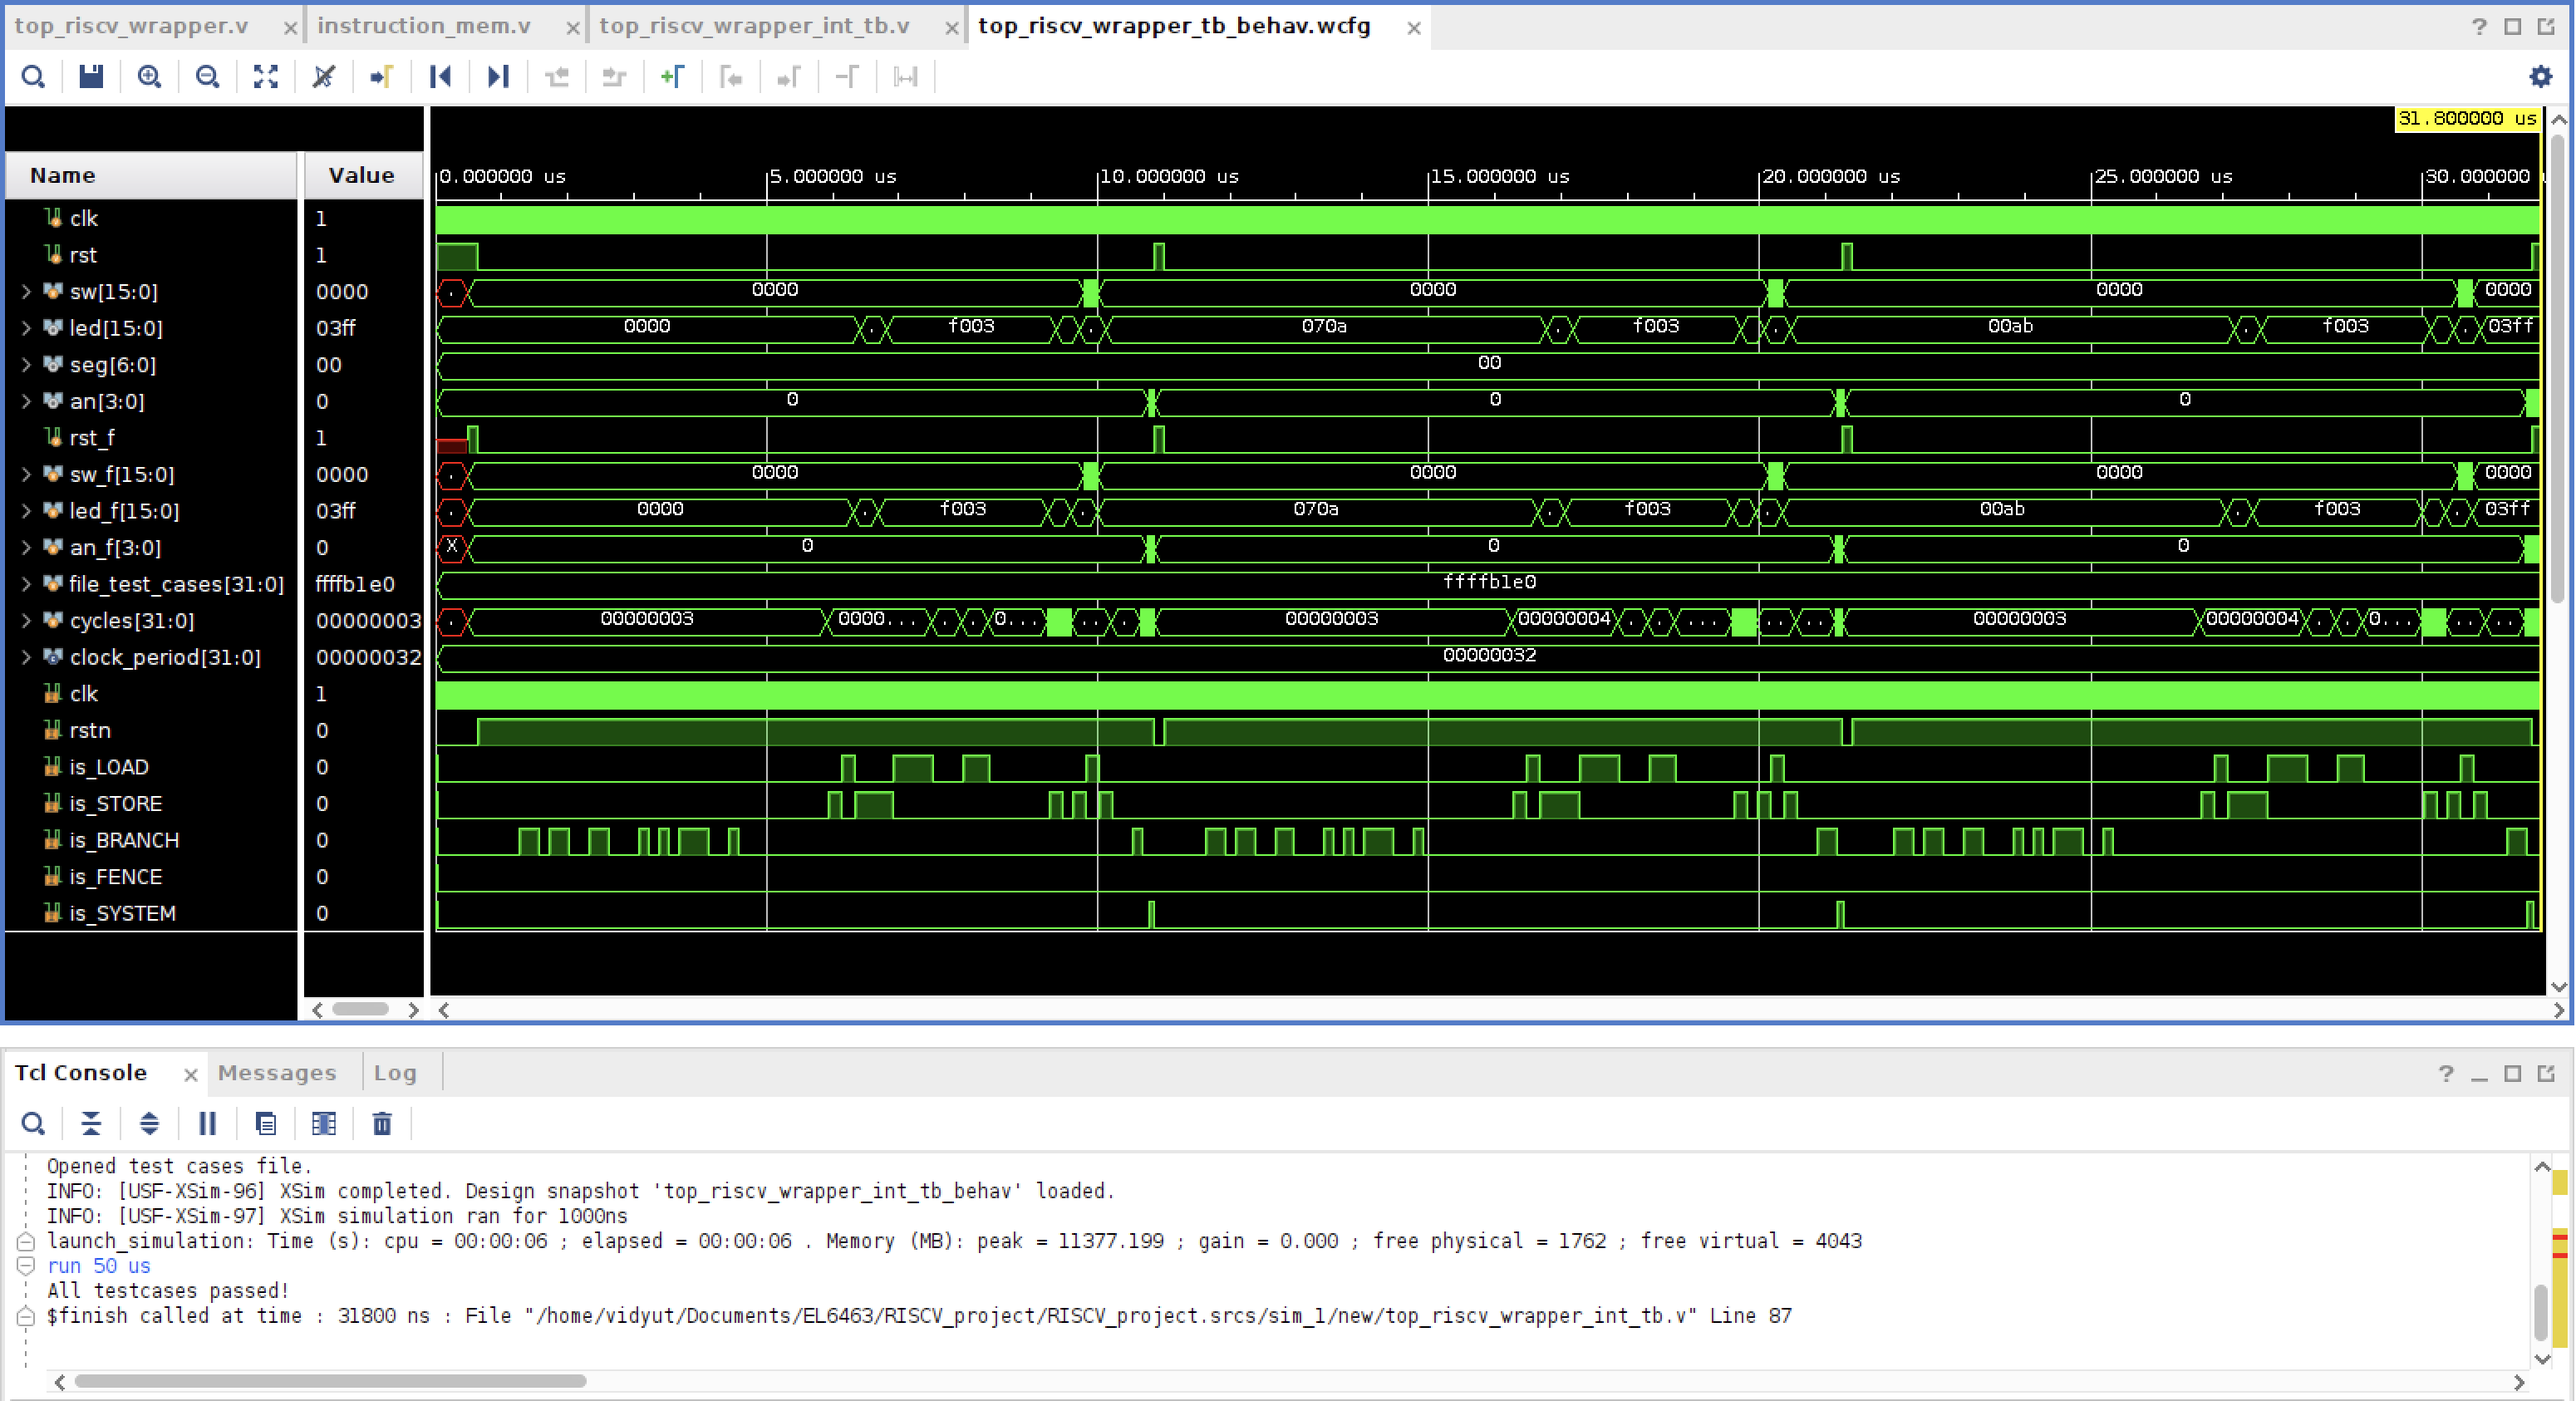 top_riscv_wrapper.v × instruction_mem.v × top_riscv_wrapper_int_tb.v × top_riscv_wrapper_tb_behav.wcfg ×
31.800000 us
Name Value 0.000000 us 5.000000 us 10.000000 us 15.000000 us 20.000000 us 25.000000 us 30.000000
clk 1
rst 1
sw[15:0] 0000 . 0000 0000 0000 0000
led[15:0] 03ff 0000 . f003 . 070a . f003 . 00ab . f003 . 03ff
seg[6:0] 00 00
an[3:0] 0 0 0 0
rst_f 1
sw_f[15:0] 0000 . 0000 0000 0000 0000
led_f[15:0] 03ff . 0000 . f003 . 070a . f003 . 00ab . f003 . 03ff
an_f[3:0] 0 X 0 0 0
file_test_cases[31:0] ffffb1e0 ffffb1e0
cycles[31:0] 00000003 . 00000003 0000... . . 0... .. . 00000003 00000004 . . ... .. .. 00000003 00000004 . . 0... .. ..
clock_period[31:0] 00000032 00000032
clk 1
rstn 0
is_LOAD 0
is_STORE 0
is_BRANCH 0
is_FENCE 0
is_SYSTEM 0
Tcl Console × Messages Log
Opened test cases file.
INFO: [USF-XSim-96] XSim completed. Design snapshot 'top_riscv_wrapper_int_tb_behav' loaded.
INFO: [USF-XSim-97] XSim simulation ran for 1000ns
launch_simulation: Time (s): cpu = 00:00:06 ; elapsed = 00:00:06 . Memory (MB): peak = 11377.199 ; gain = 0.000 ; free physical = 1762 ; free virtual = 4043
run 50 us
All testcases passed!
$finish called at time : 31800 ns : File "/home/vidyut/Documents/EL6463/RISCV_project/RISCV_project.srcs/sim_1/new/top_riscv_wrapper_int_tb.v" Line 87